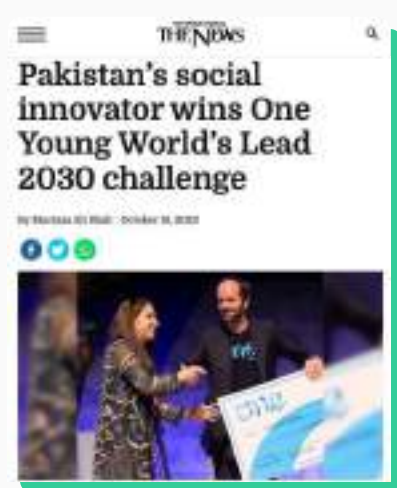 THE NEWS
Pakistan's social
innovator wins One
Young World's Lead
2030 challenge